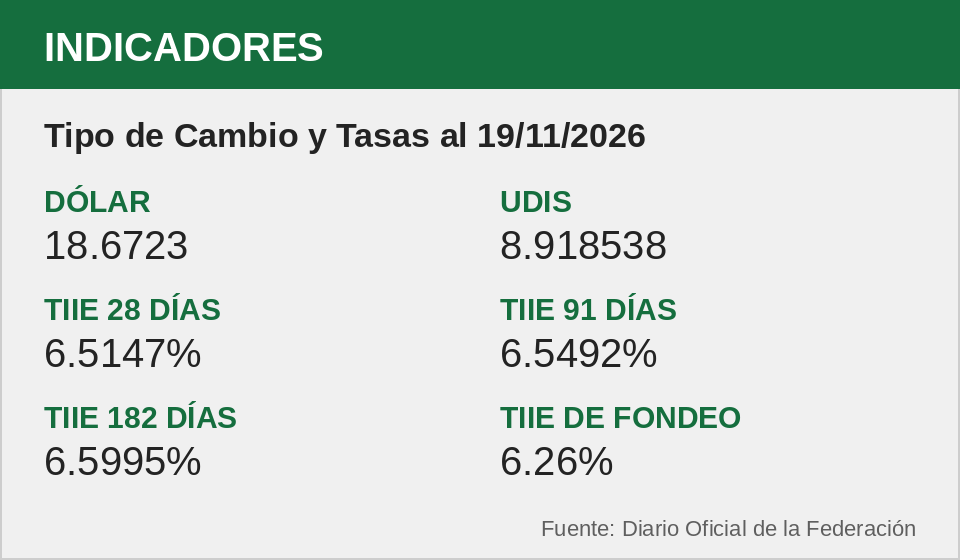 INDICADORES
Tipo de Cambio y Tasas al 19/11/2026
DÓLAR
18.6723
UDIS
8.918538
TIIE 28 DÍAS
6.5147%
TIIE 91 DÍAS
6.5492%
TIIE 182 DÍAS
6.5995%
TIIE DE FONDEO
6.26%
Fuente: Diario Oficial de la Federación